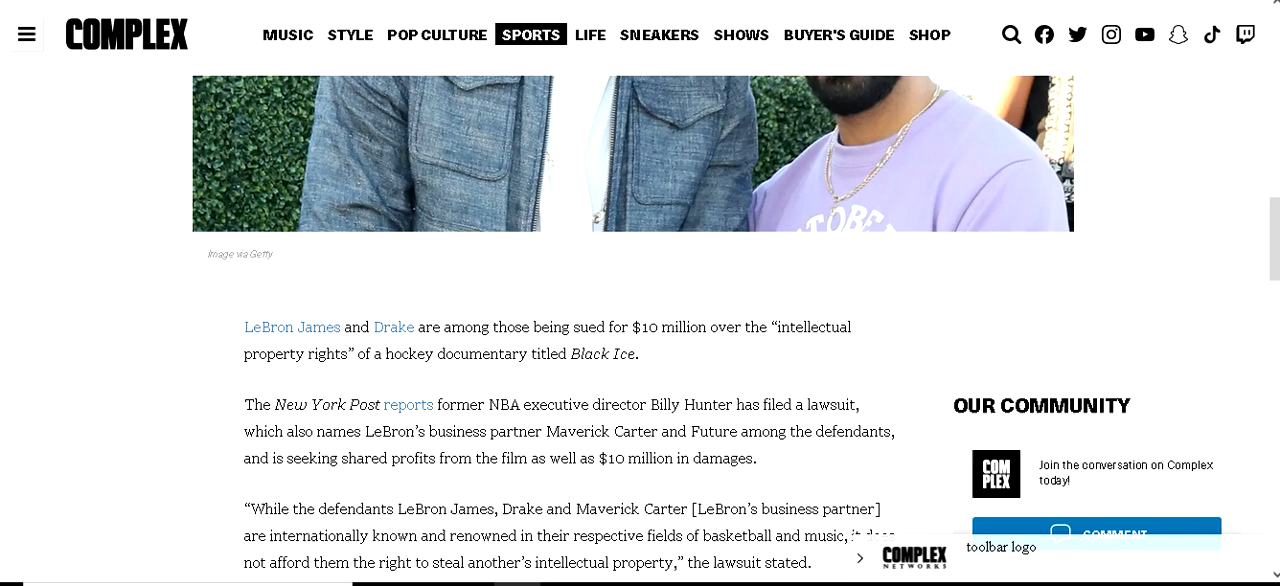 COMPLEX
MUSIC STYLE POP CULTURE SPORTS LIFE SNEAKERS SHOWS BUYER'S GUIDE SHOP
Image via Getty
LeBron James and Drake are among those being sued for $10 million over the “intellectual
property rights” of a hockey documentary titled Black Ice.
The New York Post reports former NBA executive director Billy Hunter has filed a lawsuit,
which also names LeBron’s business partner Maverick Carter and Future among the defendants,
and is seeking shared profits from the film as well as $10 million in damages.
“While the defendants LeBron James, Drake and Maverick Carter [LeBron’s business partner]
are internationally known and renowned in their respective fields of basketball and music, it does
not afford them the right to steal another’s intellectual property,” the lawsuit stated.
OUR COMMUNITY
COM
PLEX
Join the conversation on Complex
today!
COMMENT
COMPLEX
NETWORKS
toolbar logo